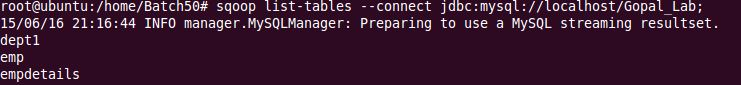 root@ubuntu:/home/Batch50# sqoop list-tables --connect jdbc:mysql://localhost/Gopal_Lab;
15/06/16 21:16:44 INFO manager.MySQLManager: Preparing to use a MySQL streaming resultset.
dept1
emp
empdetails